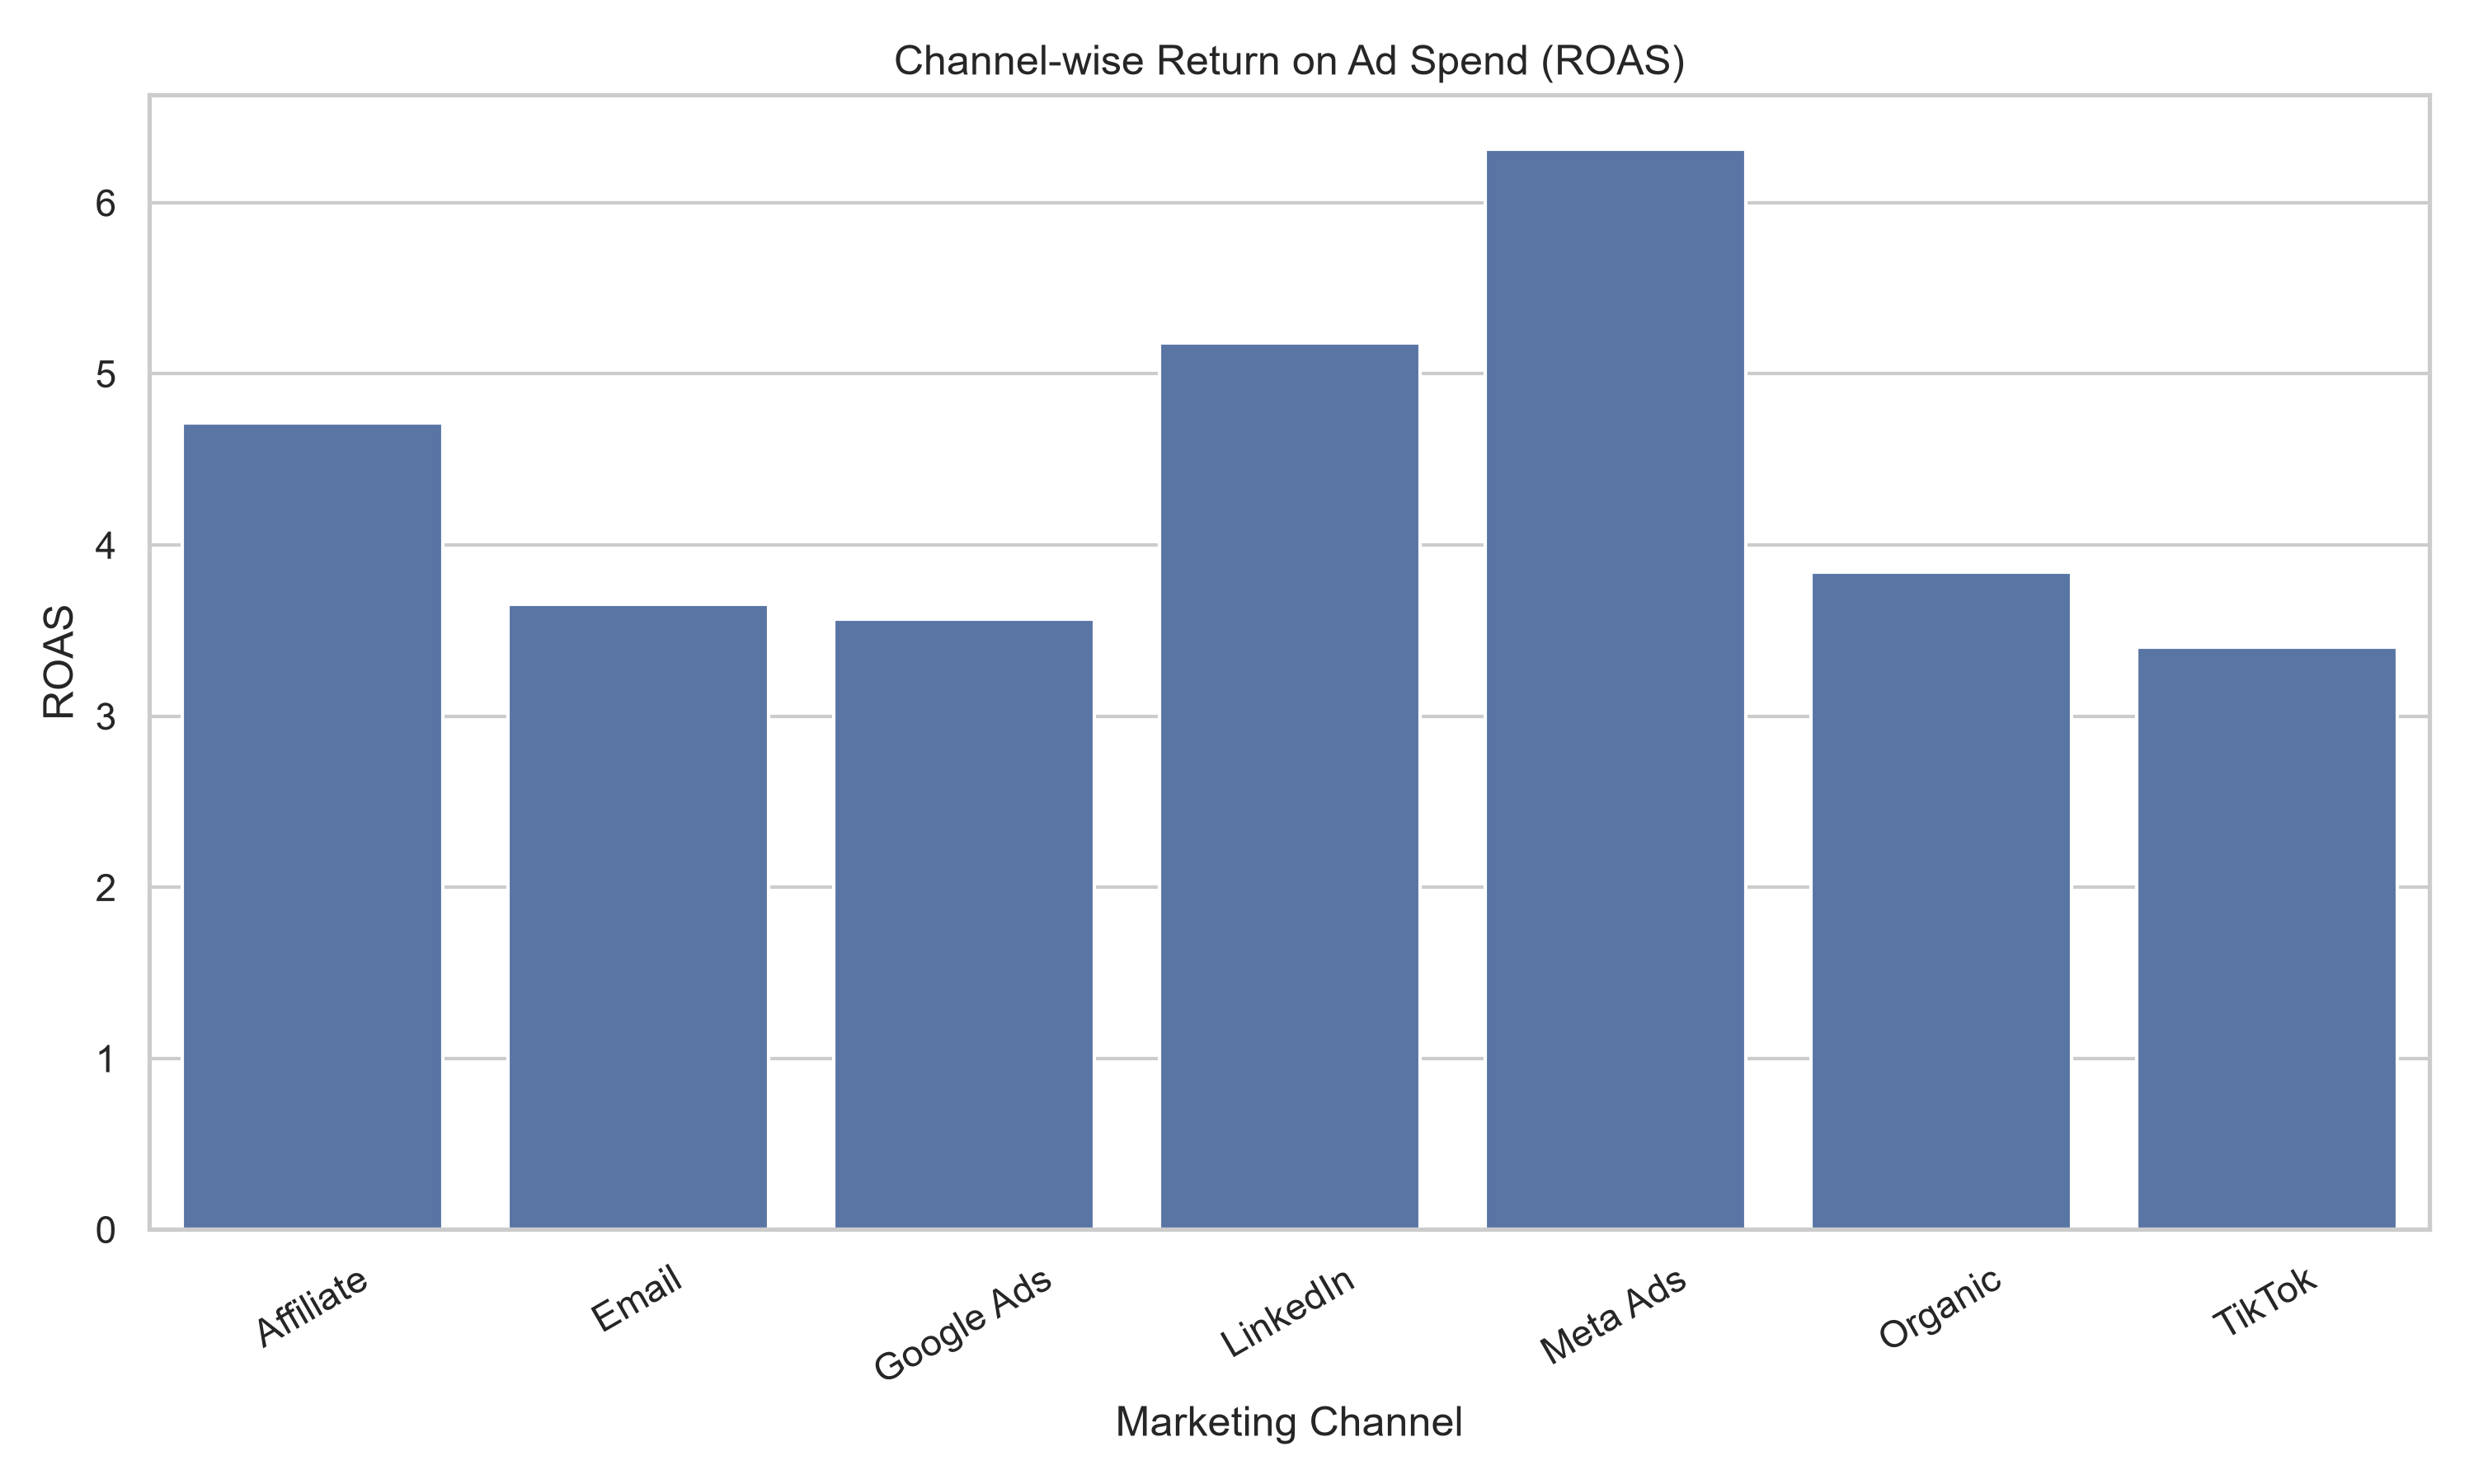 Channel-wise Return on Ad Spend (ROAS)
6
5
4
3
2
1
0
ROAS
Affiliate
Email
Google Ads
LinkedIn
Meta Ads
Organic
TikTok
Marketing Channel